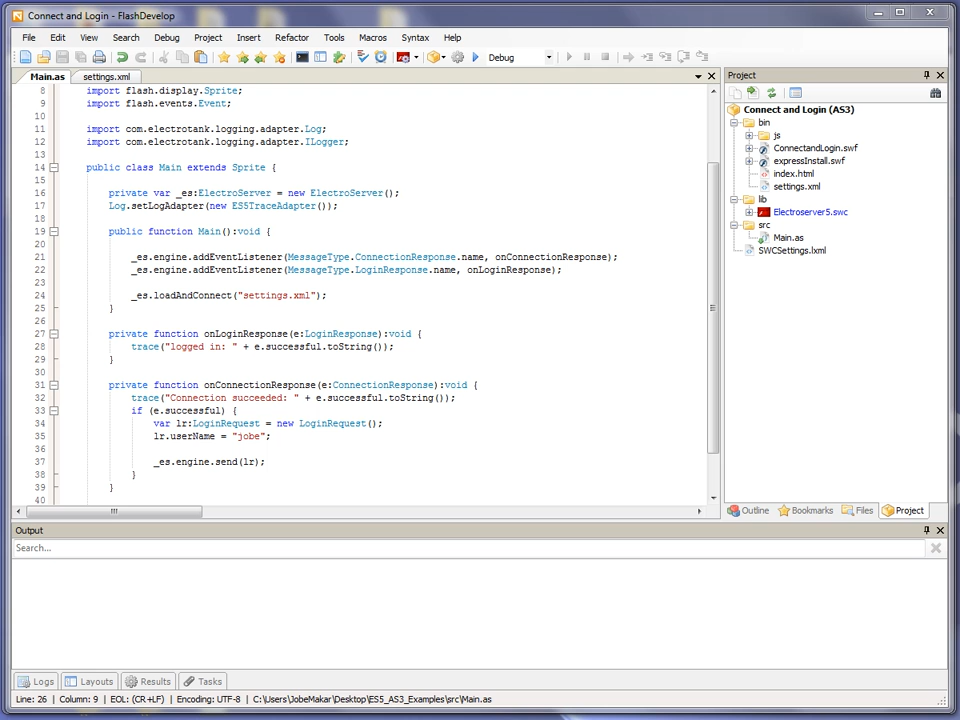 Connect and Login - FlashDevelop
File Edit View Search Debug Project Insert Refactor Tools Macros Syntax Help
Debug
Main.as settings.xml
8 import flash.display.Sprite;
9 import flash.events.Event;
10
11 import com.electrotank.logging.adapter.Log;
12 import com.electrotank.logging.adapter.ILogger;
13
14 public class Main extends Sprite {
15
16 private var _es:ElectroServer = new ElectroServer();
17 Log.setLogAdapter(new ES5TraceAdapter());
18
19 public function Main():void {
20
21 _es.engine.addEventListener(MessageType.ConnectionResponse.name, onConnectionResponse);
22 _es.engine.addEventListener(MessageType.LoginResponse.name, onLoginResponse);
23
24 _es.loadAndConnect("settings.xml");
25 }
26
27 private function onLoginResponse(e:LoginResponse):void {
28 trace("logged in: " + e.successful.toString());
29 }
30
31 private function onConnectionResponse(e:ConnectionResponse):void {
32 trace("Connection succeeded: " + e.successful.toString());
33 if (e.successful) {
34 var lr:LoginRequest = new LoginRequest();
35 lr.userName = "jobe";
36
37 _es.engine.send(lr);
38 }
39 }
40
Project
Connect and Login (AS3)
bin
js
ConnectandLogin.swf
expressInstall.swf
index.html
settings.xml
lib
Electroserver5.swc
src
Main.as
SWCSettings.lxml
Outline Bookmarks Files Project
Output
Search...
Logs Layouts Results Tasks
Line: 26 | Column: 9 | EOL: (CR+LF) | Encoding: UTF-8 | C:\Users\JobeMakar\Desktop\ES5_AS3_Examples\src\Main.as